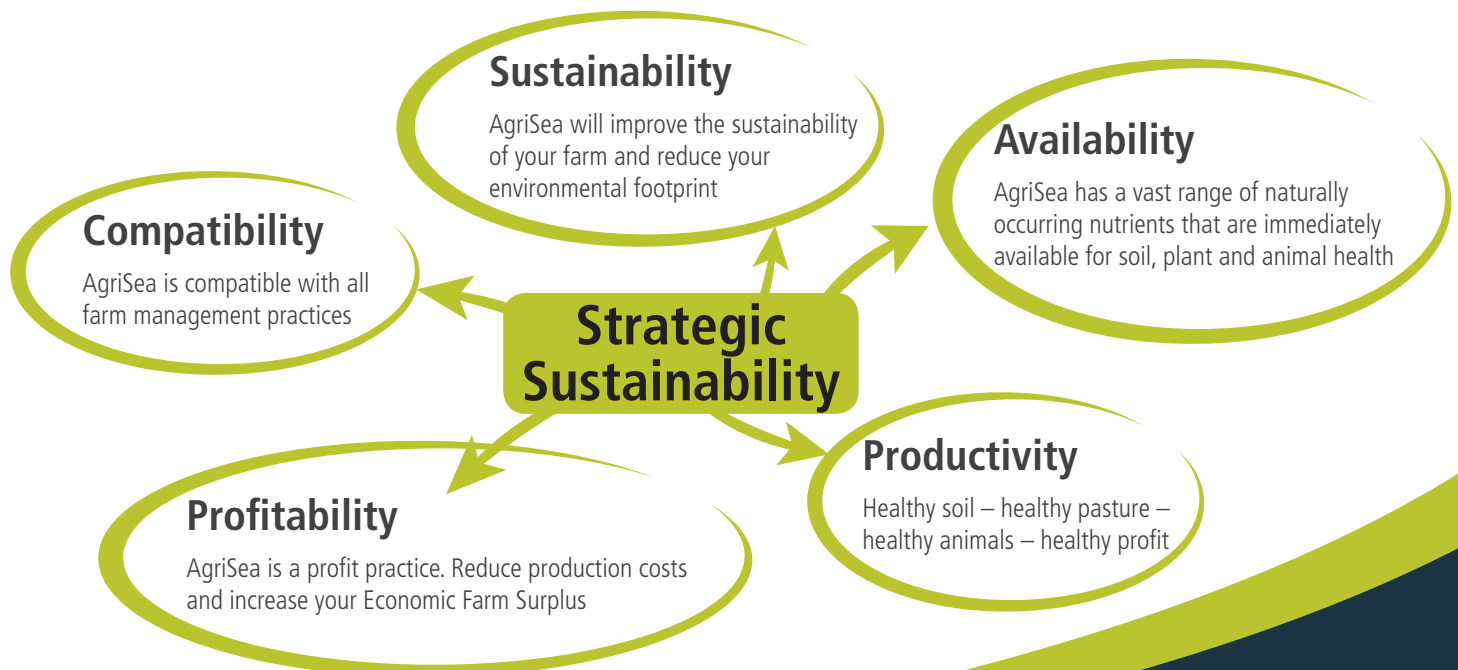 Sustainability
AgriSea will improve the sustainability
of your farm and reduce your
environmental footprint
Availability
AgriSea has a vast range of naturally
occurring nutrients that are immediately
available for soil, plant and animal health
Compatibility
AgriSea is compatible with all
farm management practices
Strategic
Sustainability
Productivity
Healthy soil – healthy pasture –
healthy animals – healthy profit
Profitability
AgriSea is a profit practice. Reduce production costs
and increase your Economic Farm Surplus